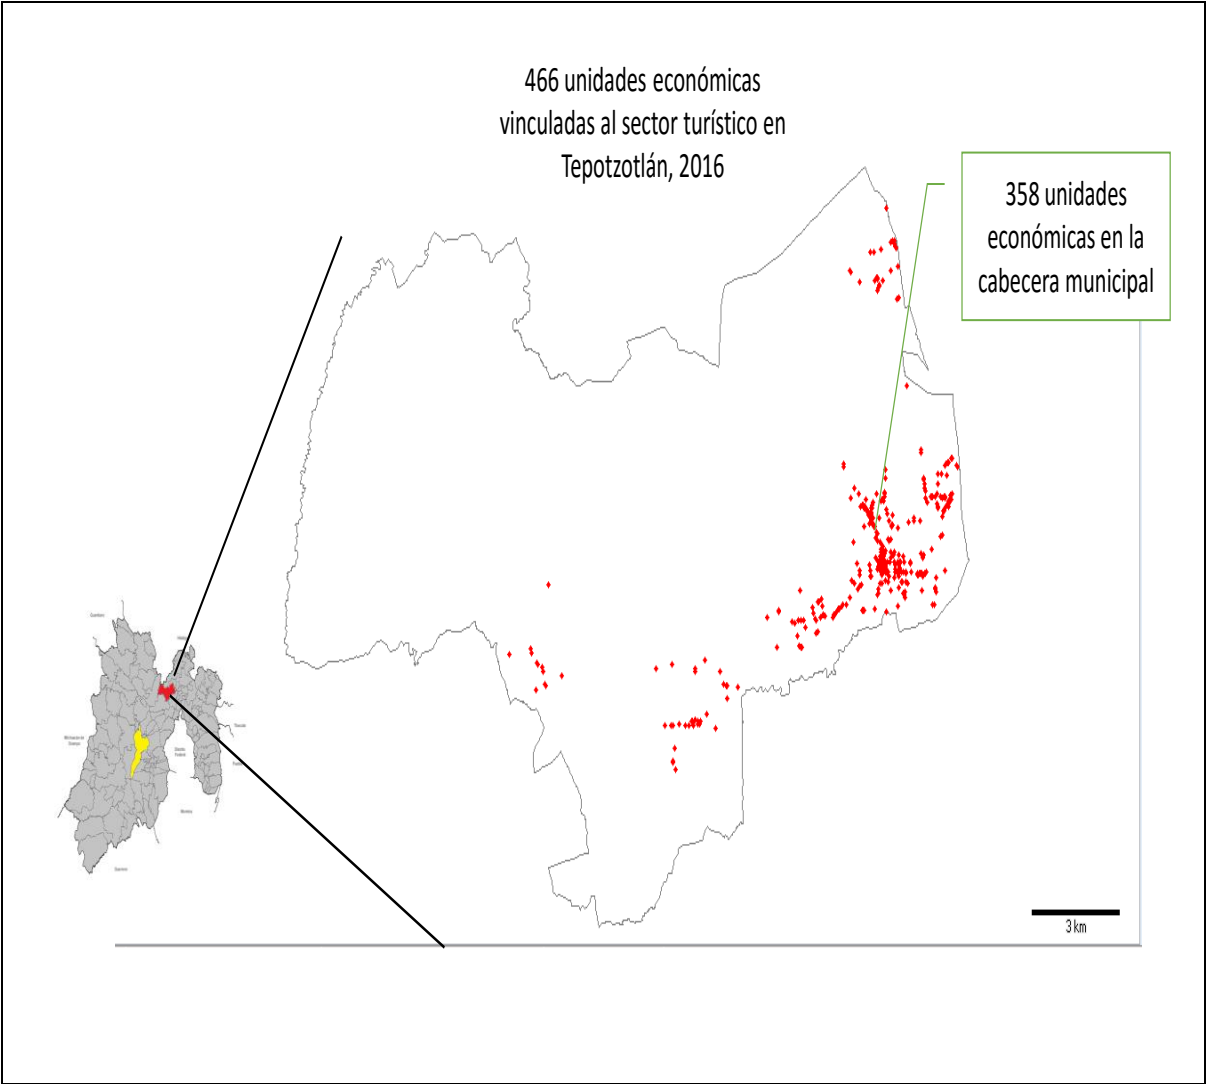 466 unidades económicas
vinculadas al sector turístico en
Tepotzotlán, 2016
358 unidades
económicas en la
cabecera municipal
3 km